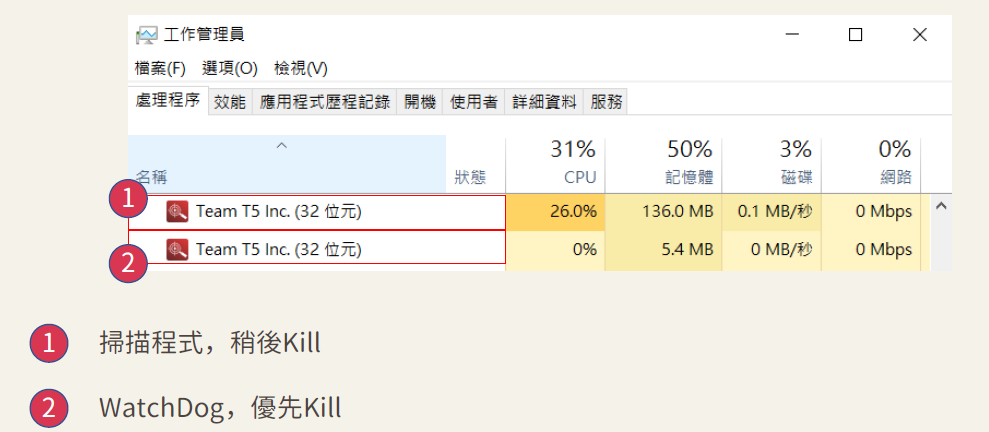 工作管理員
檔案(F) 選項(O) 檢視(V)
處理程序 效能 應用程式歷程記錄 開機 使用者 詳細資料 服務
31% 50% 3% 0%
名稱 狀態 CPU 記憶體 磁碟 網路
1 Team T5 Inc. (32 位元) 26.0% 136.0 MB 0.1 MB/秒 0 Mbps
2 Team T5 Inc. (32 位元) 0% 5.4 MB 0 MB/秒 0 Mbps
1 掃描程式，稍後Kill
2 WatchDog，優先Kill